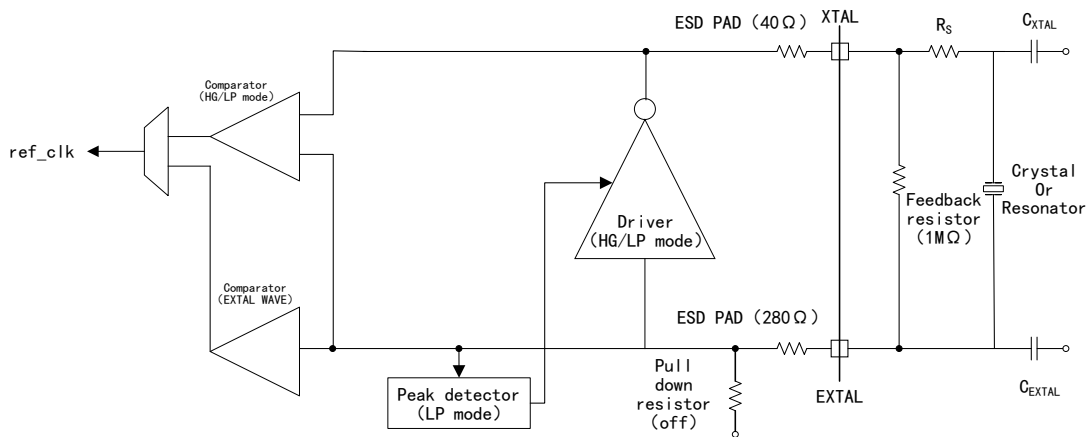 ESD PAD（40Ω）
XTAL
R_S
C_XTAL
Comparator
（HG/LP mode）
ref_clk
Driver
（HG/LP mode）
Feedback
resistor
（1MΩ）
Crystal
Or
Resonator
Comparator
（EXTAL WAVE）
ESD PAD（280Ω）
Peak detector
（LP mode）
Pull
down
resistor
（off）
EXTAL
C_EXTAL